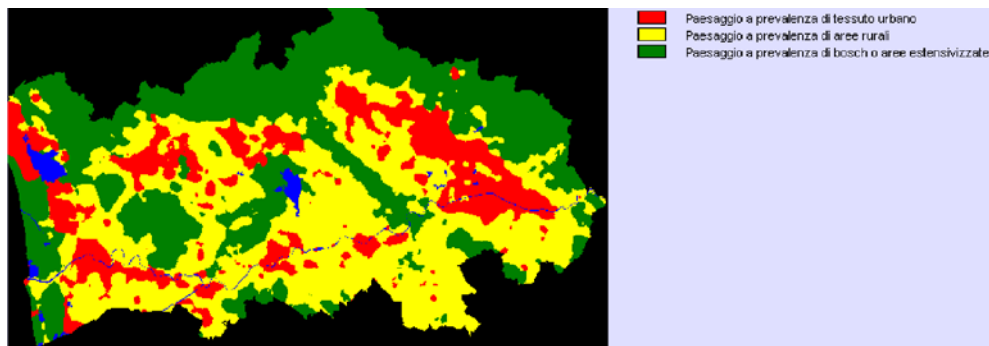 Paesaggio a prevalenza di tessuto urbano
Paesaggio a prevalenza di aree rurali
Paesaggio a prevalenza di bosch o aree estensivizzate